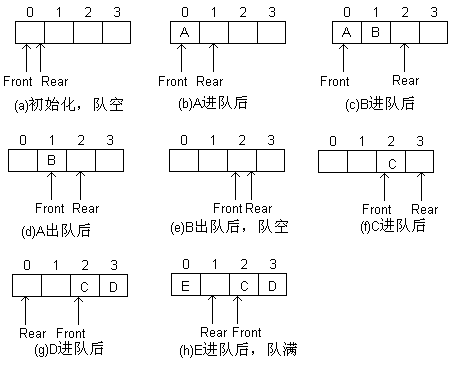 0 1 2 3
0 1 2 3
0 1 2 3
A
A B
Front Rear
Front Rear
Front Rear
(a)初始化，队空
(b)A进队后
(c)B进队后
0 1 2 3
0 1 2 3
0 1 2 3
B
C
Front Rear
Front Rear
Front Rear
(d)A出队后
(e)B出队后，队空
(f)C进队后
0 1 2 3
0 1 2 3
C D
E C D
Rear Front
Rear Front
(g)D进队后
(h)E进队后，队满